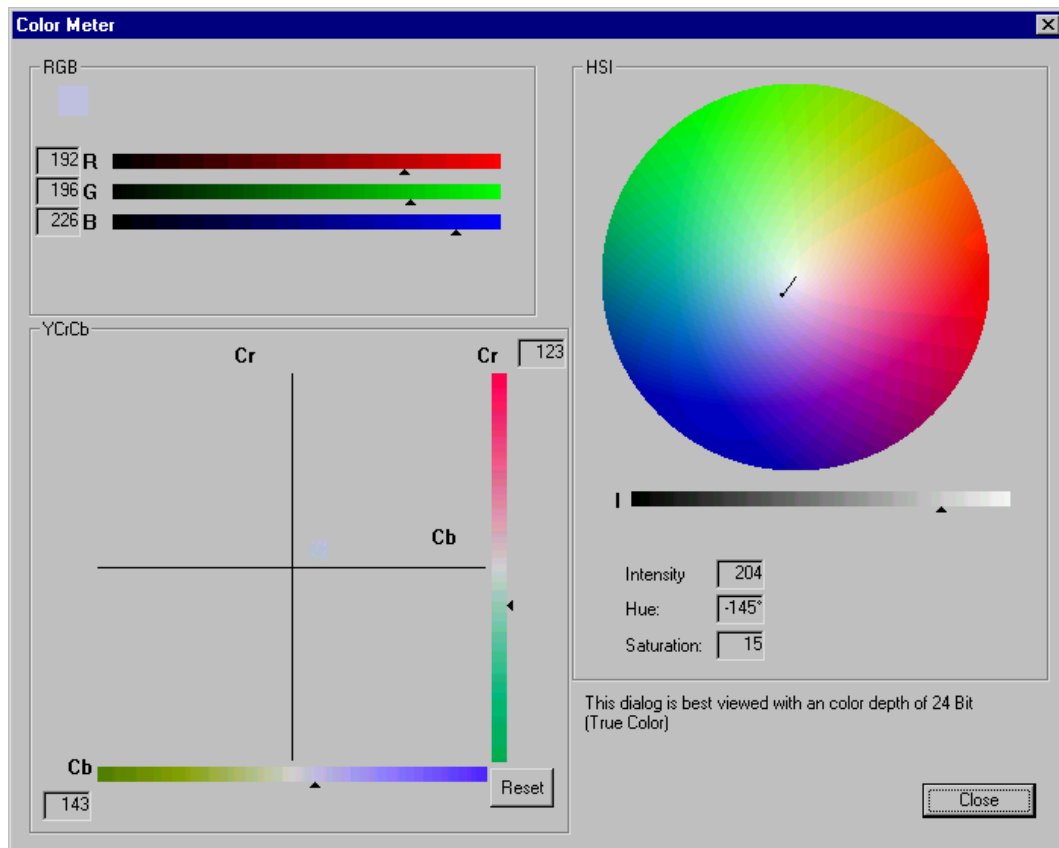 Color Meter
RGB
192 R
196 G
226 B
YCrCb
Cr
Cr 123
Cb
Cb
143
Reset
HSI
I
Intensity 204
Hue: -145°
Saturation: 15
This dialog is best viewed with an color depth of 24 Bit
(True Color)
Close